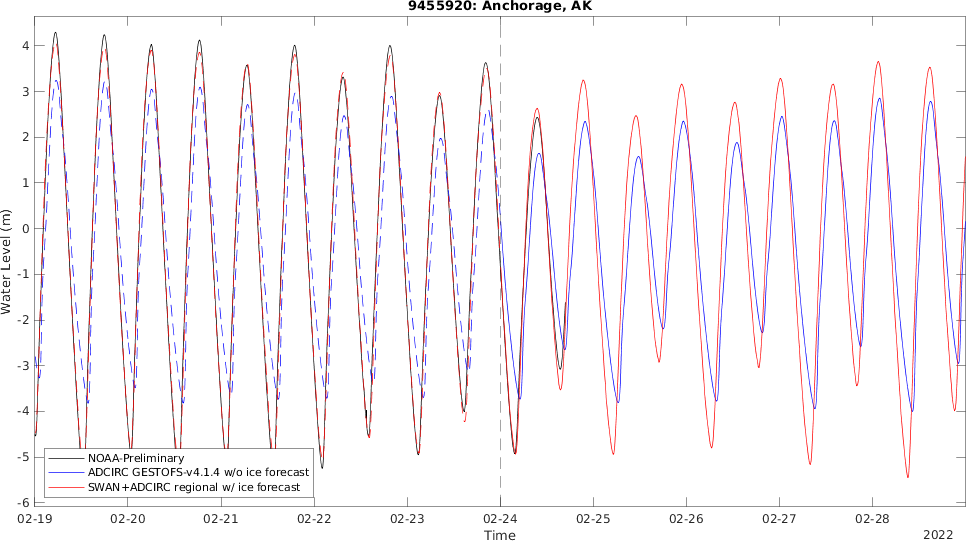 9455920: Anchorage, AK
Water Level (m)
4
3
2
1
0
-1
-2
-3
-4
-5
-6
NOAA-Preliminary
ADCIRC GESTOFS-v4.1.4 w/o ice forecast
SWAN+ADCIRC regional w/ ice forecast
02-19 02-20 02-21 02-22 02-23 02-24 02-25 02-26 02-27 02-28
Time
2022